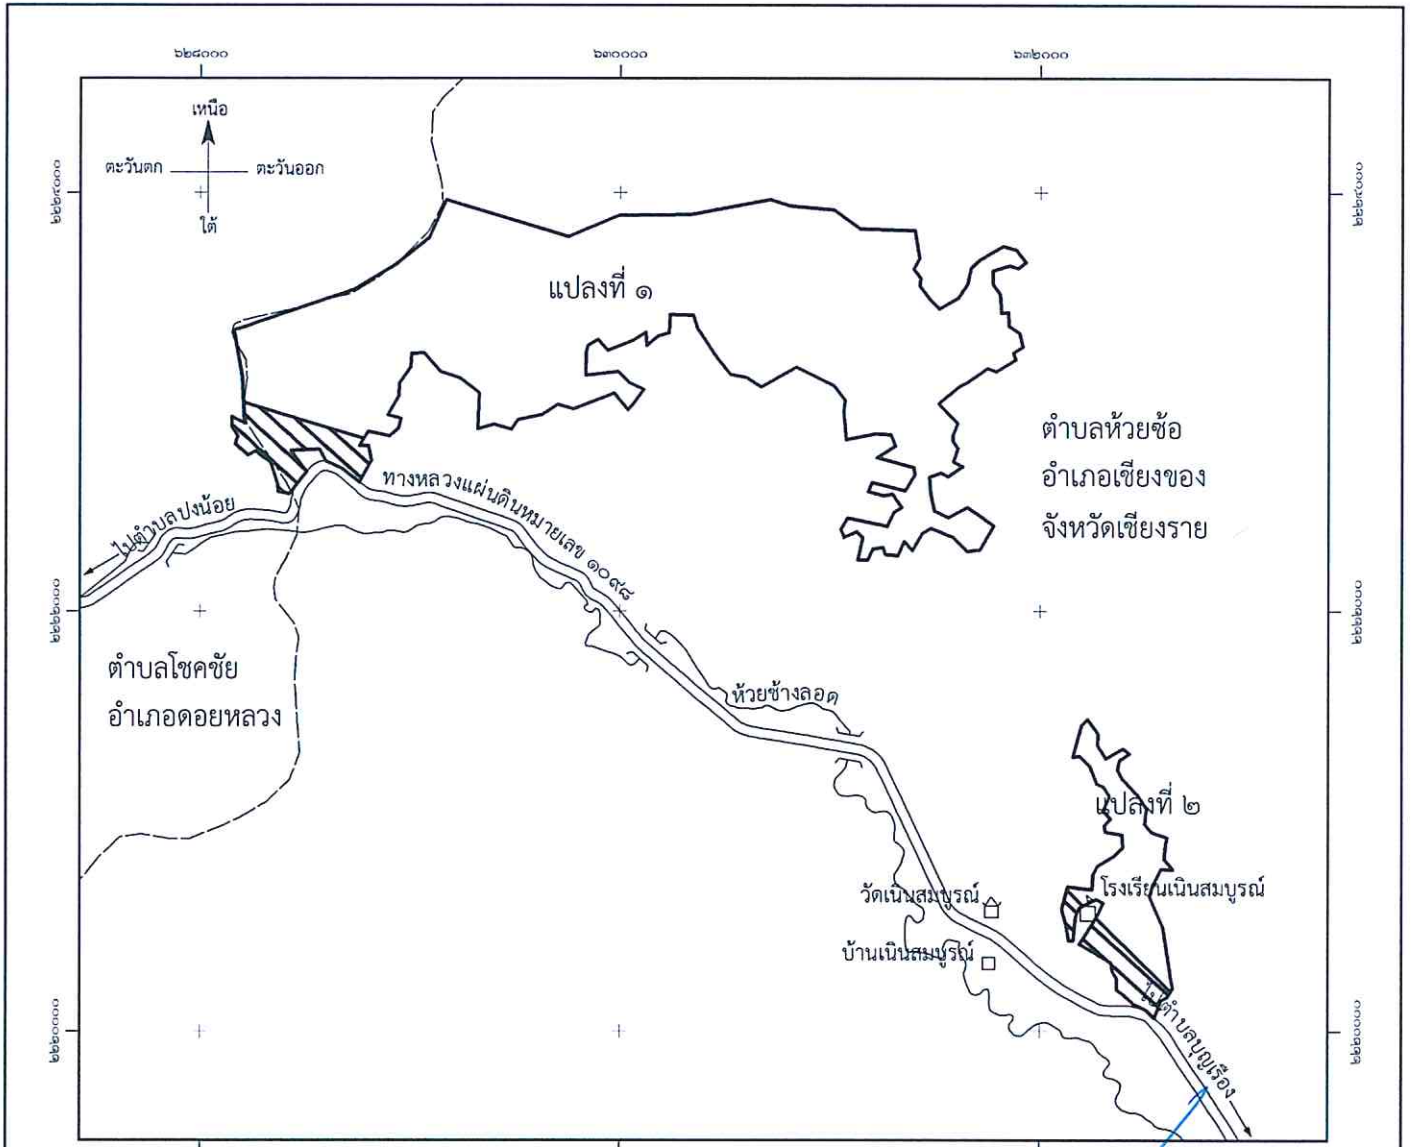 ๖๒๘๐๐๐
๖๓๐๐๐๐
๖๓๒๐๐๐
เหนือ
ตะวันตก
ตะวันออก
ใต้
๒๒๒๔๐๐๐
๒๒๒๔๐๐๐
แปลงที่ ๑
ตำบลห้วยซ้อ
อำเภอเชียงของ
จังหวัดเชียงราย
ทางหลวงแผ่นดินหมายเลข ๑๐๙๘
ไปตำบลปงน้อย
๒๒๒๒๐๐๐
๒๒๒๒๐๐๐
ตำบลโชคชัย
อำเภอดอยหลวง
ห้วยช้างลอด
แปลงที่ ๒
วัดเนินสมบูรณ์
โรงเรียนเนินสมบูรณ์
บ้านเนินสมบูรณ์
๒๒๒๐๐๐๐
๒๒๒๐๐๐๐
ไปตำบลบุญเรือง